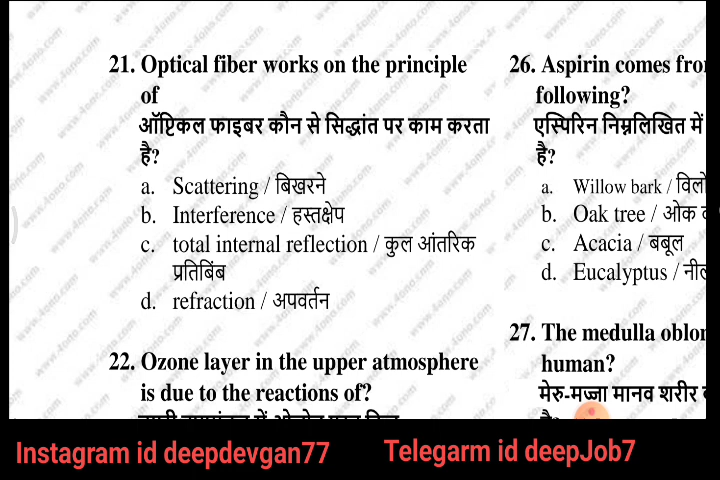 21. Optical fiber works on the principle
of
ऑप्टिकल फाइबर कौन से सिद्धांत पर काम करता
है?
a. Scattering / बिखरने
b. Interference / हस्तक्षेप
c. total internal reflection / कुल आंतरिक
प्रतिबिंब
d. refraction / अपवर्तन
22. Ozone layer in the upper atmosphere
is due to the reactions of?
26. Aspirin comes
following?
एस्पिरिन निम्नलिखित में
है?
a. Willow bark /
b. Oak tree / ओक
c. Acacia / बबूल
d. Eucalyptus /
27. The medulla
human?
मेरु-मज्जा मानव शरीर
www.4ono.com
Instagram id deepdevgan77
Telegarm id deepJob7